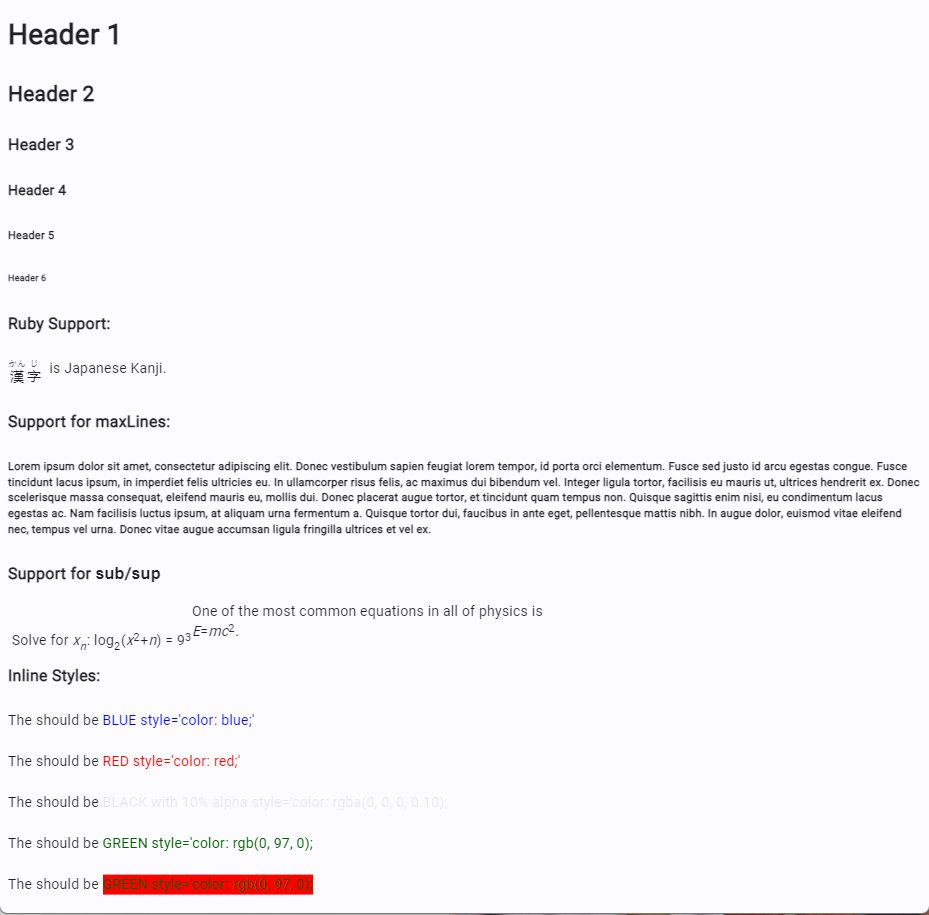 Header 1
Header 2
Header 3
Header 4
Header 5
Header 6
Ruby Support:
かん じ
漢字 is Japanese Kanji.
Support for maxLines:
Lorem ipsum dolor sit amet, consectetur adipiscing elit. Donec vestibulum sapien feugiat lorem tempor, id porta orci elementum. Fusce sed justo id arcu egestas congue. Fusce
tincidunt lacus ipsum, in imperdiet felis ultricies eu. In ullamcorper risus felis, ac maximus dui bibendum vel. Integer ligula tortor, facilisis eu mauris ut, ultrices hendrerit ex. Donec
scelerisque massa consequat, eleifend mauris eu, mollis dui. Donec placerat augue tortor, et tincidunt quam tempus non. Quisque sagittis enim nisi, eu condimentum lacus
egestas ac. Nam facilisis luctus ipsum, at aliquam urna fermentum a. Quisque tortor dui, faucibus in ante eget, pellentesque mattis nibh. In augue dolor, euismod vitae eleifend
nec, tempus vel urna. Donec vitae augue accumsan ligula fringilla ultrices et vel ex.
Support for sub/sup
One of the most common equations in all of physics is
E=mc².
Solve for xₙ: log₂(x²+n) = 9³
Inline Styles:
The should be BLUE style='color: blue;'
The should be RED style='color: red;'
The should be BLACK with 10% alpha style='color: rgba(0, 0, 0, 0.10);
The should be GREEN style='color: rgb(0, 97, 0);
The should be GREEN style='color: rgb(0, 97, 0);